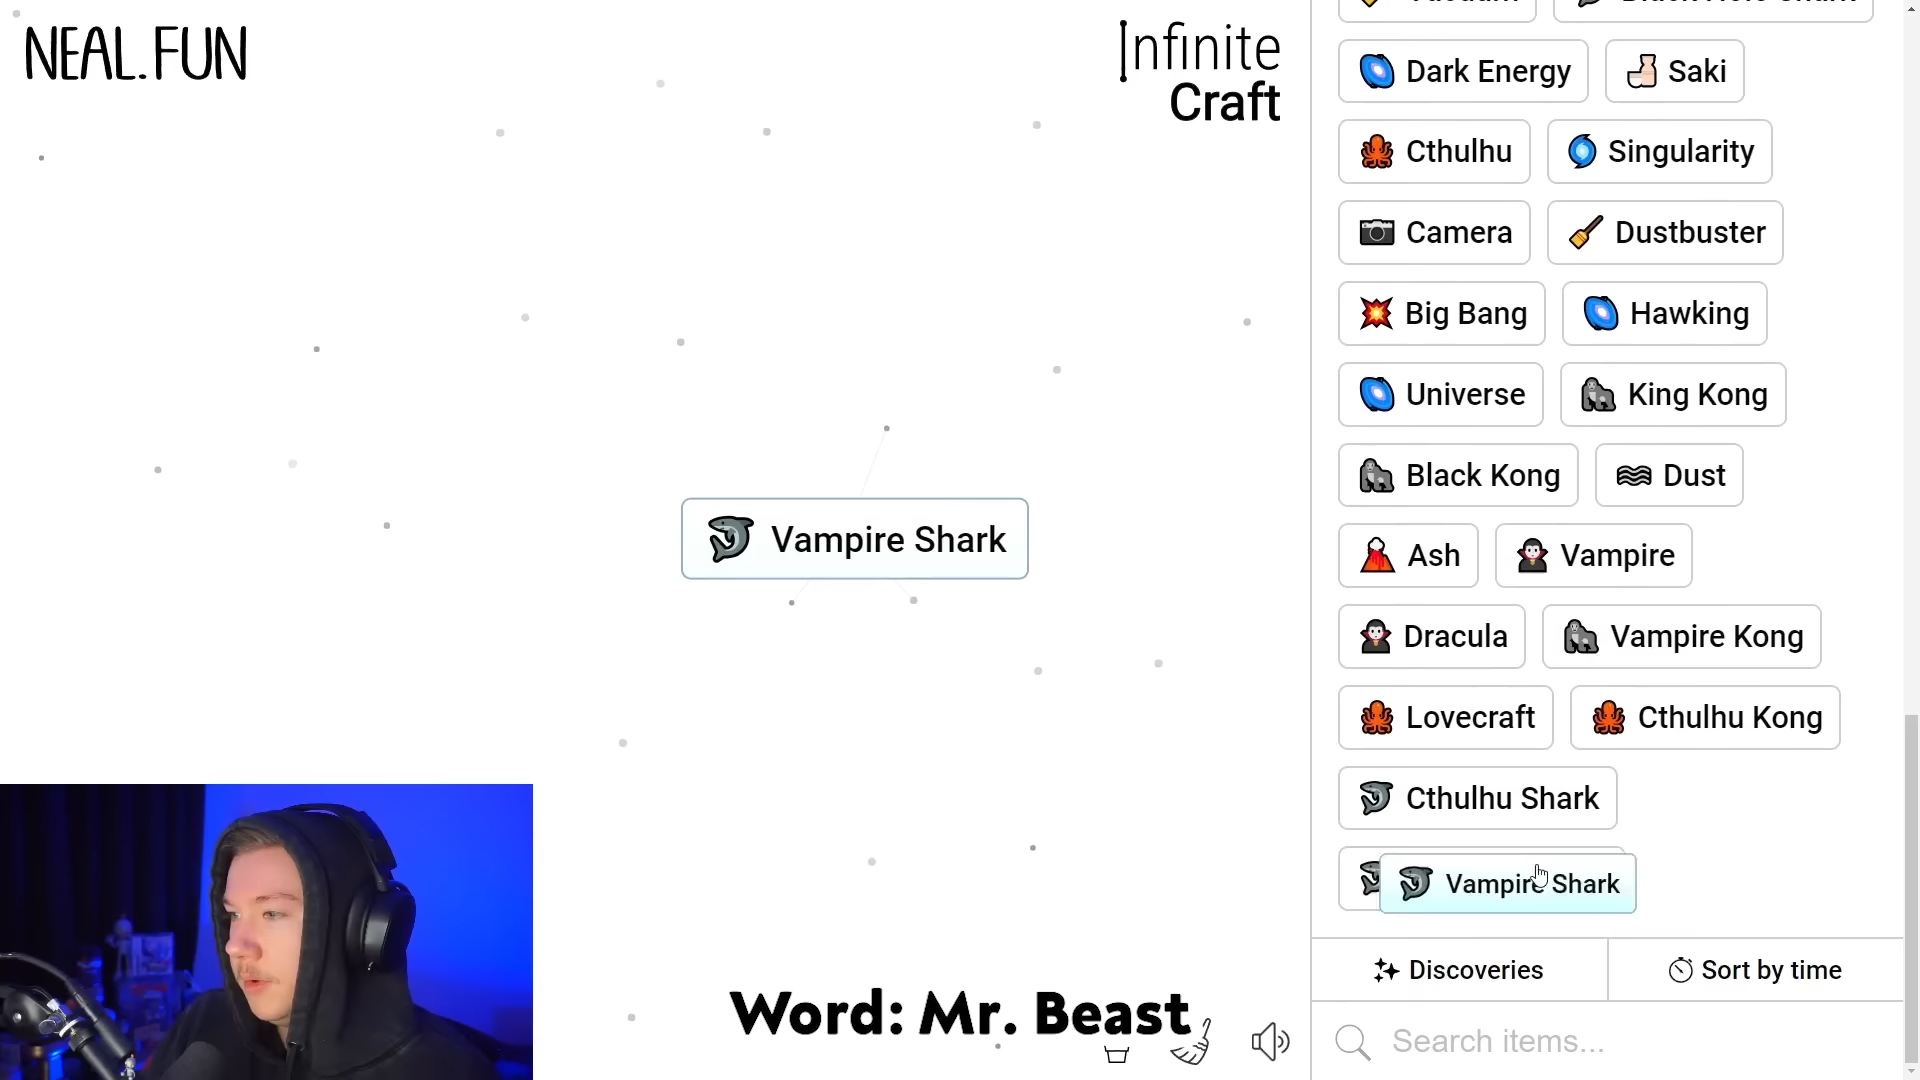 NEAL.FUN
Infinite
Craft
Dark Energy
Saki
Cthulhu
Singularity
Camera
Dustbuster
Big Bang
Hawking
Universe
King Kong
Black Kong
Dust
Ash
Vampire
Dracula
Vampire Kong
Lovecraft
Cthulhu Kong
Cthulhu Shark
Vampire Shark
Vampire Shark
Discoveries
Sort by time
Search items...
Word: Mr. Beast